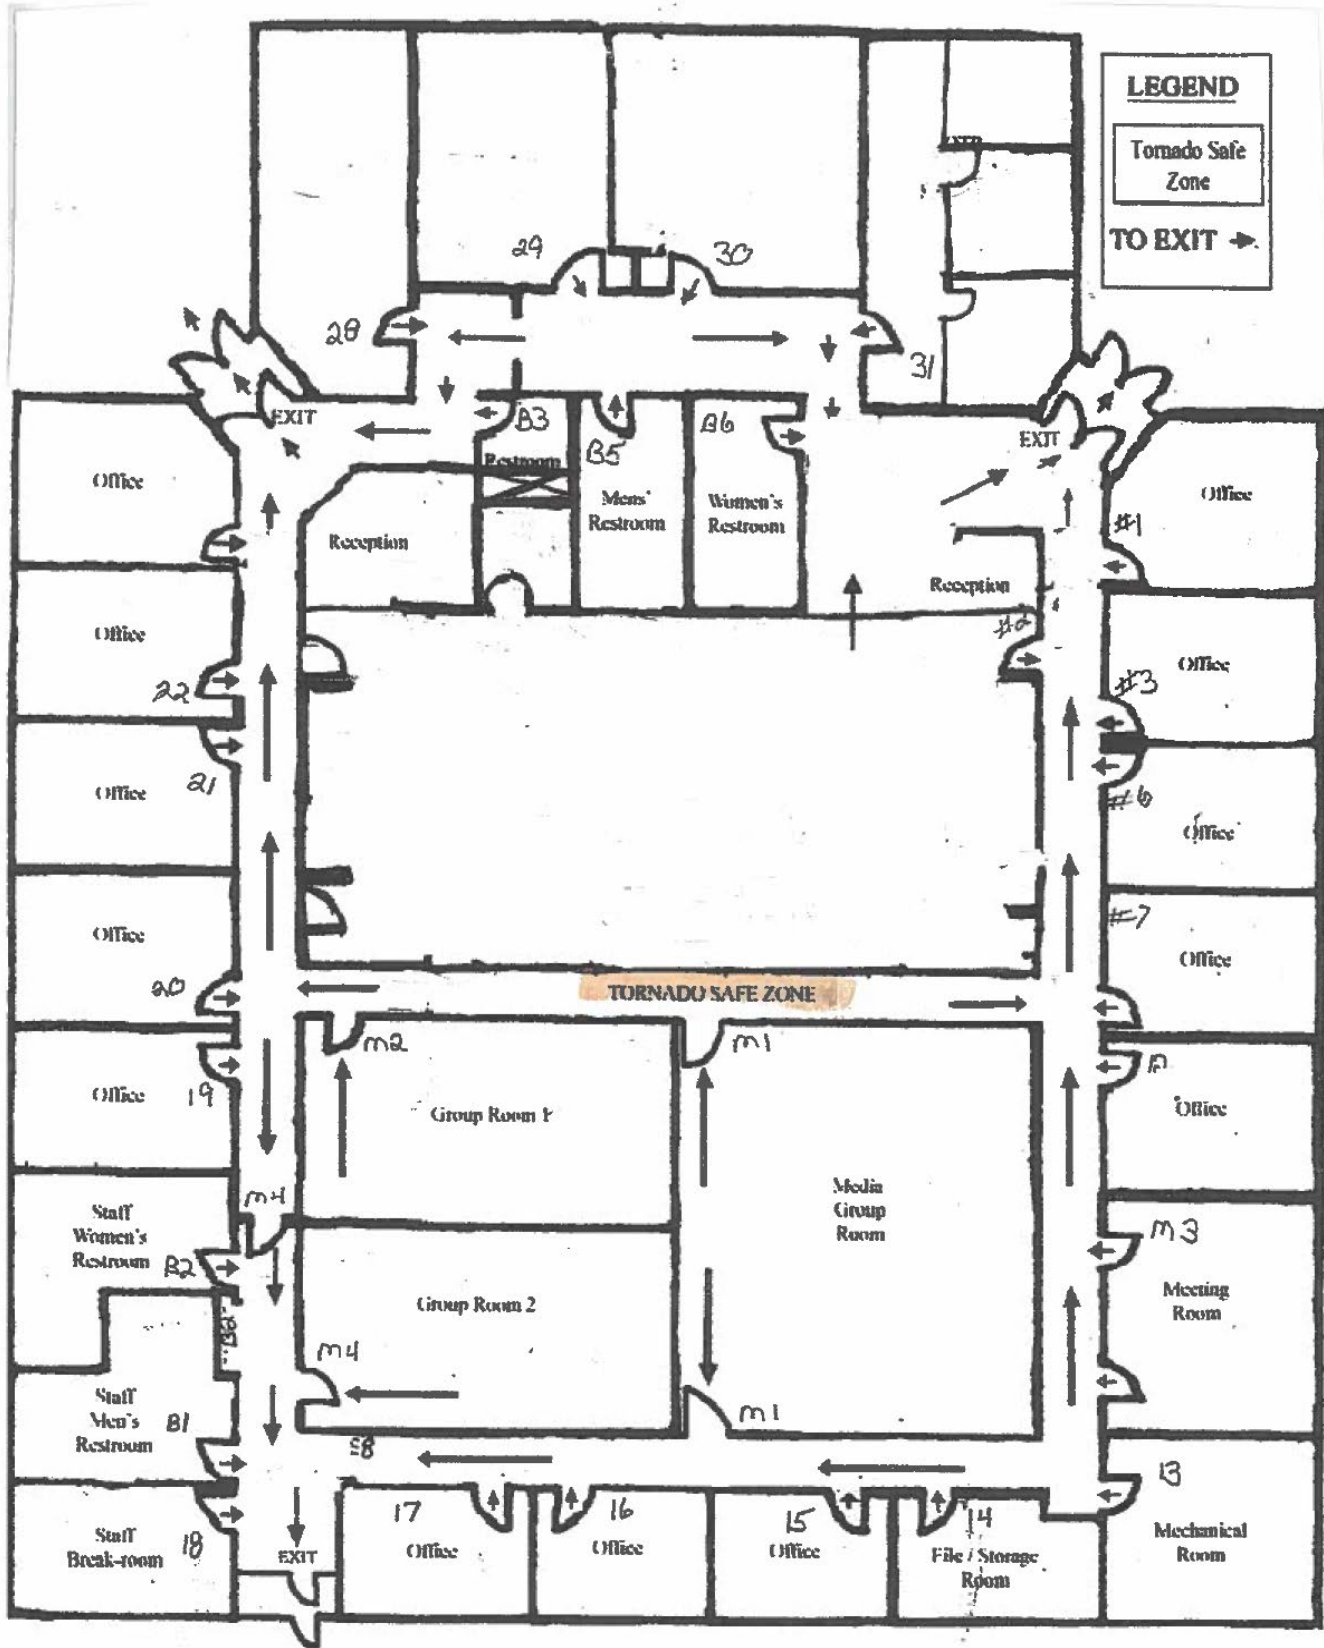 LEGEND
Tornado Safe
Zone
TO EXIT
29
30
28
31
EXIT
B3
B5
B6
EXIT
Office
Restroom
Mens'
Restroom
Women's
Restroom
Office
#1
Reception
Reception
#2
Office
22
Office
#3
Office
21
#6
Office
Office
20
#7
Office
TORNADO SAFE ZONE
M2
M1
Office
19
Group Room 1
Office
M4
Staff
Women's
Restroom
B2
Media
Group
Room
M3
Meeting
Room
Group Room 2
M4
Staff
Men's
Restroom
B1
M1
13
17
16
15
14
Staff
Break-room
18
EXIT
Office
Office
Office
File / Storage
Room
Mechanical
Room